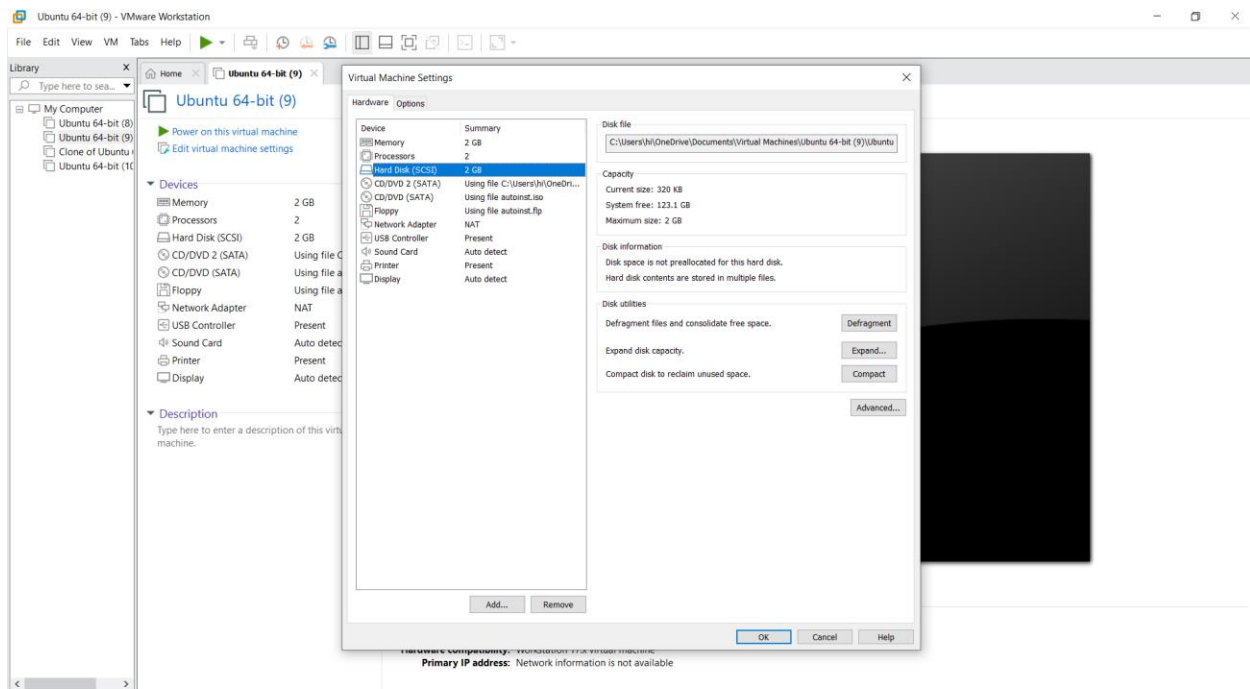 Ubuntu 64-bit (9) - VMware Workstation
File Edit View VM Tabs Help
Library X
Type here to sea...
My Computer
Ubuntu 64-bit (8)
Ubuntu 64-bit (9)
Clone of Ubuntu
Ubuntu 64-bit (10
Home
Ubuntu 64-bit (9)
Ubuntu 64-bit (9)
Power on this virtual machine
Edit virtual machine settings
Devices
Memory 2 GB
Processors 2
Hard Disk (SCSI) 2 GB
CD/DVD 2 (SATA) Using file C
CD/DVD (SATA) Using file a
Floppy Using file a
Network Adapter NAT
USB Controller Present
Sound Card Auto detec
Printer Present
Display Auto detec
Description
Type here to enter a description of this virtu
machine.
Virtual Machine Settings
Hardware Options
Device Summary
Memory 2 GB
Processors 2
Hard Disk (SCSI) 2 GB
CD/DVD 2 (SATA) Using file C:\Users\hi\OneDri...
CD/DVD (SATA) Using file autoinst.iso
Floppy Using file autoinst.flp
Network Adapter NAT
USB Controller Present
Sound Card Auto detect
Printer Present
Display Auto detect
Add... Remove
Disk file
C:\Users\hi\OneDrive\Documents\Virtual Machines\Ubuntu 64-bit (9)\Ubuntu
Capacity
Current size: 320 KB
System free: 123.1 GB
Maximum size: 2 GB
Disk information
Disk space is not preallocated for this hard disk.
Hard disk contents are stored in multiple files.
Disk utilities
Defragment files and consolidate free space. Defragment
Expand disk capacity. Expand...
Compact disk to reclaim unused space. Compact
Advanced...
OK Cancel Help
Hardware compatibility: Workstation 17.x virtual machine
Primary IP address: Network information is not available